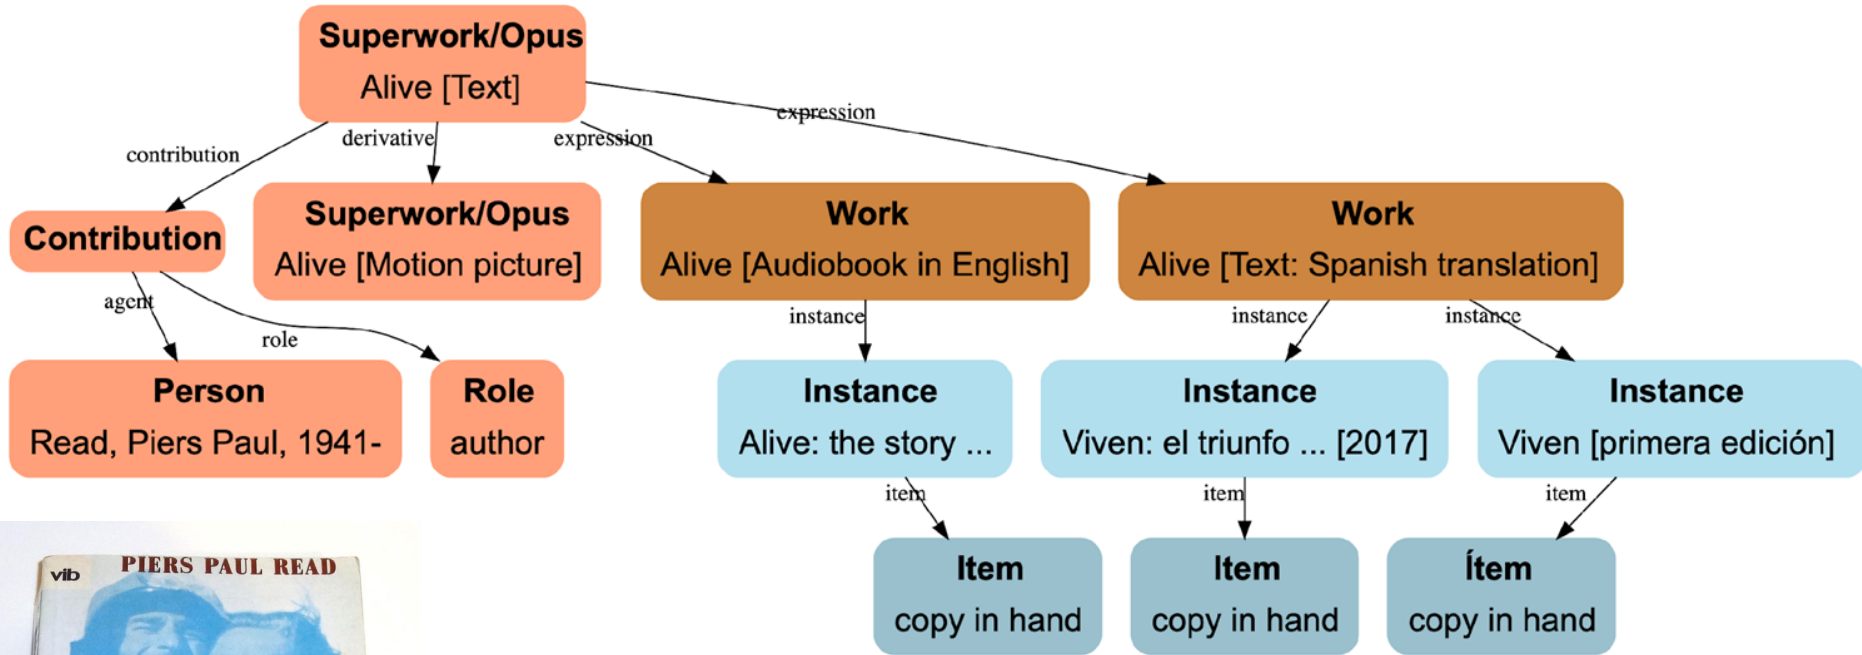 Superwork/Opus
Alive [Text]
expression
contribution
derivative
expression
Contribution
Superwork/Opus
Alive [Motion picture]
Work
Alive [Audiobook in English]
Work
Alive [Text: Spanish translation]
agent
role
instance
instance
instance
Person
Read, Piers Paul, 1941-
Role
author
Instance
Alive: the story ...
Instance
Viven: el triunfo ... [2017]
Instance
Viven [primera edición]
item
item
item
Item
copy in hand
Item
copy in hand
Ítem
copy in hand
vib
PIERS PAUL READ